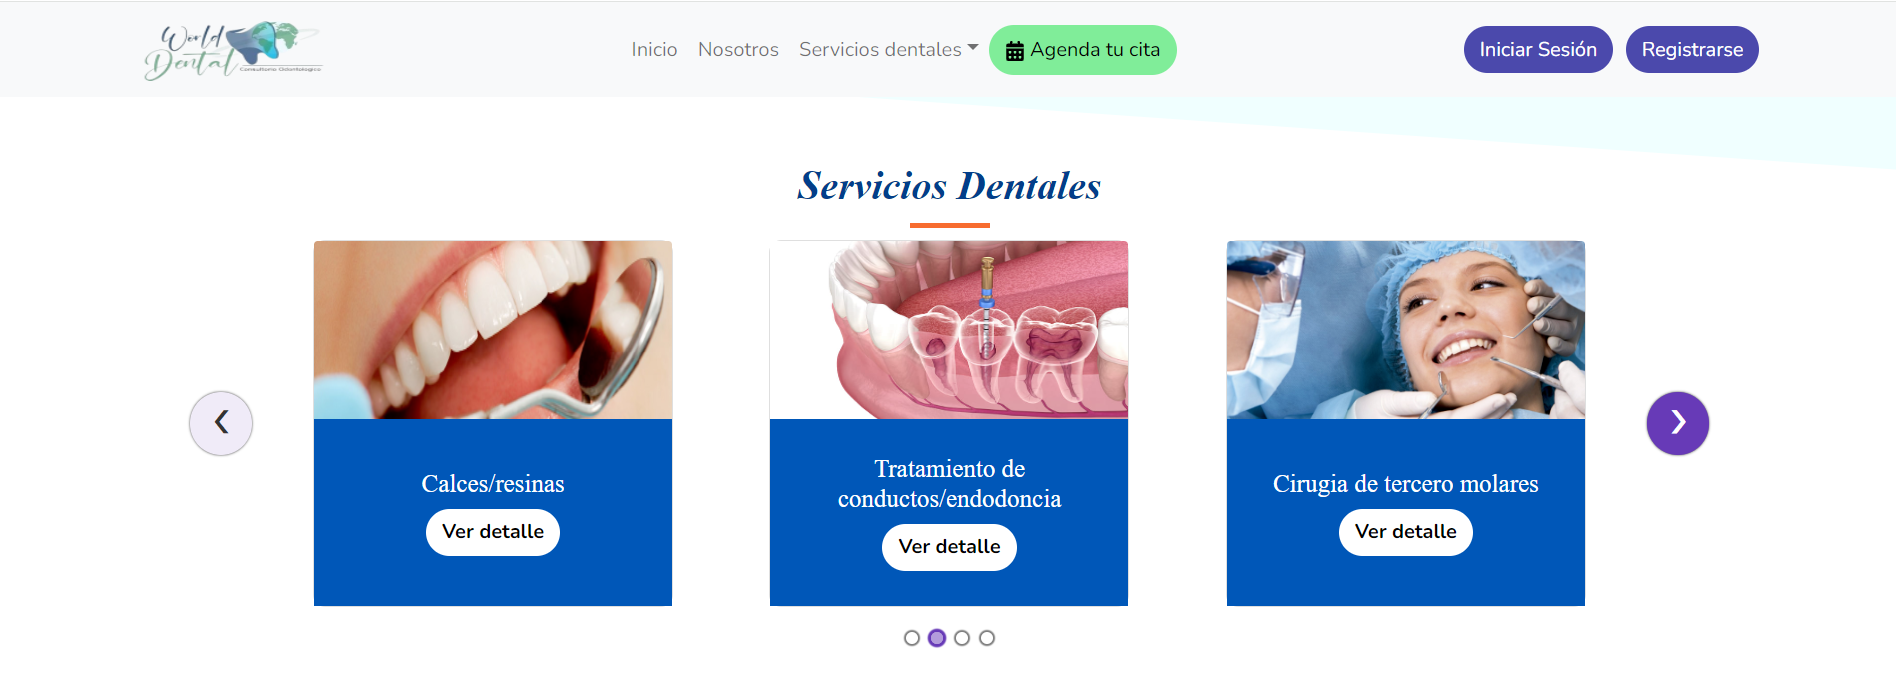 World
Dental
Consultorio Odontologico
Inicio
Nosotros
Servicios dentales
Agenda tu cita
Iniciar Sesión
Registrarse
Servicios Dentales
Calces/resinas
Ver detalle
Tratamiento de
conductos/endodoncia
Ver detalle
Cirugia de tercero molares
Ver detalle